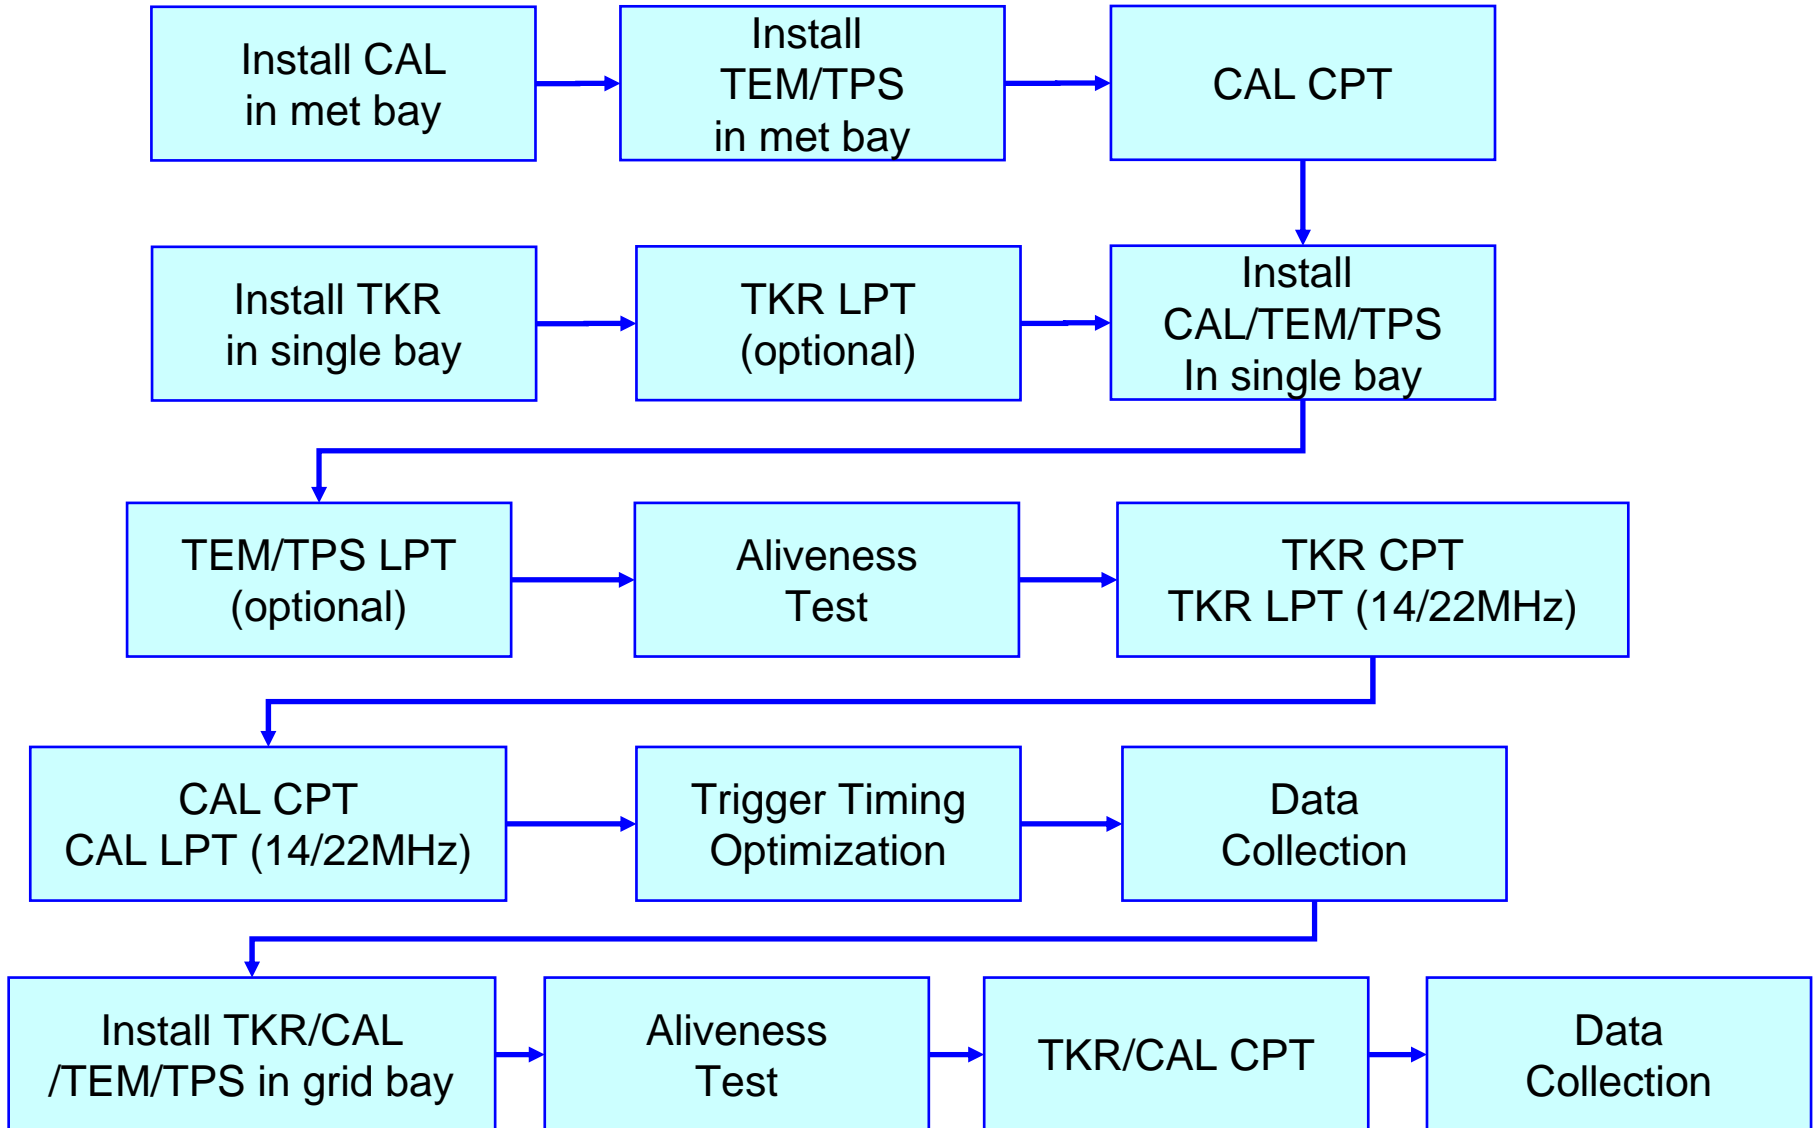 Install CAL
in met bay
Install
TEM/TPS
in met bay
CAL CPT
Install TKR
in single bay
TKR LPT
(optional)
Install
CAL/TEM/TPS
In single bay
TEM/TPS LPT
(optional)
Aliveness
Test
TKR CPT
TKR LPT (14/22MHz)
CAL CPT
CAL LPT (14/22MHz)
Trigger Timing
Optimization
Data
Collection
Install TKR/CAL
/TEM/TPS in grid bay
Aliveness
Test
TKR/CAL CPT
Data
Collection